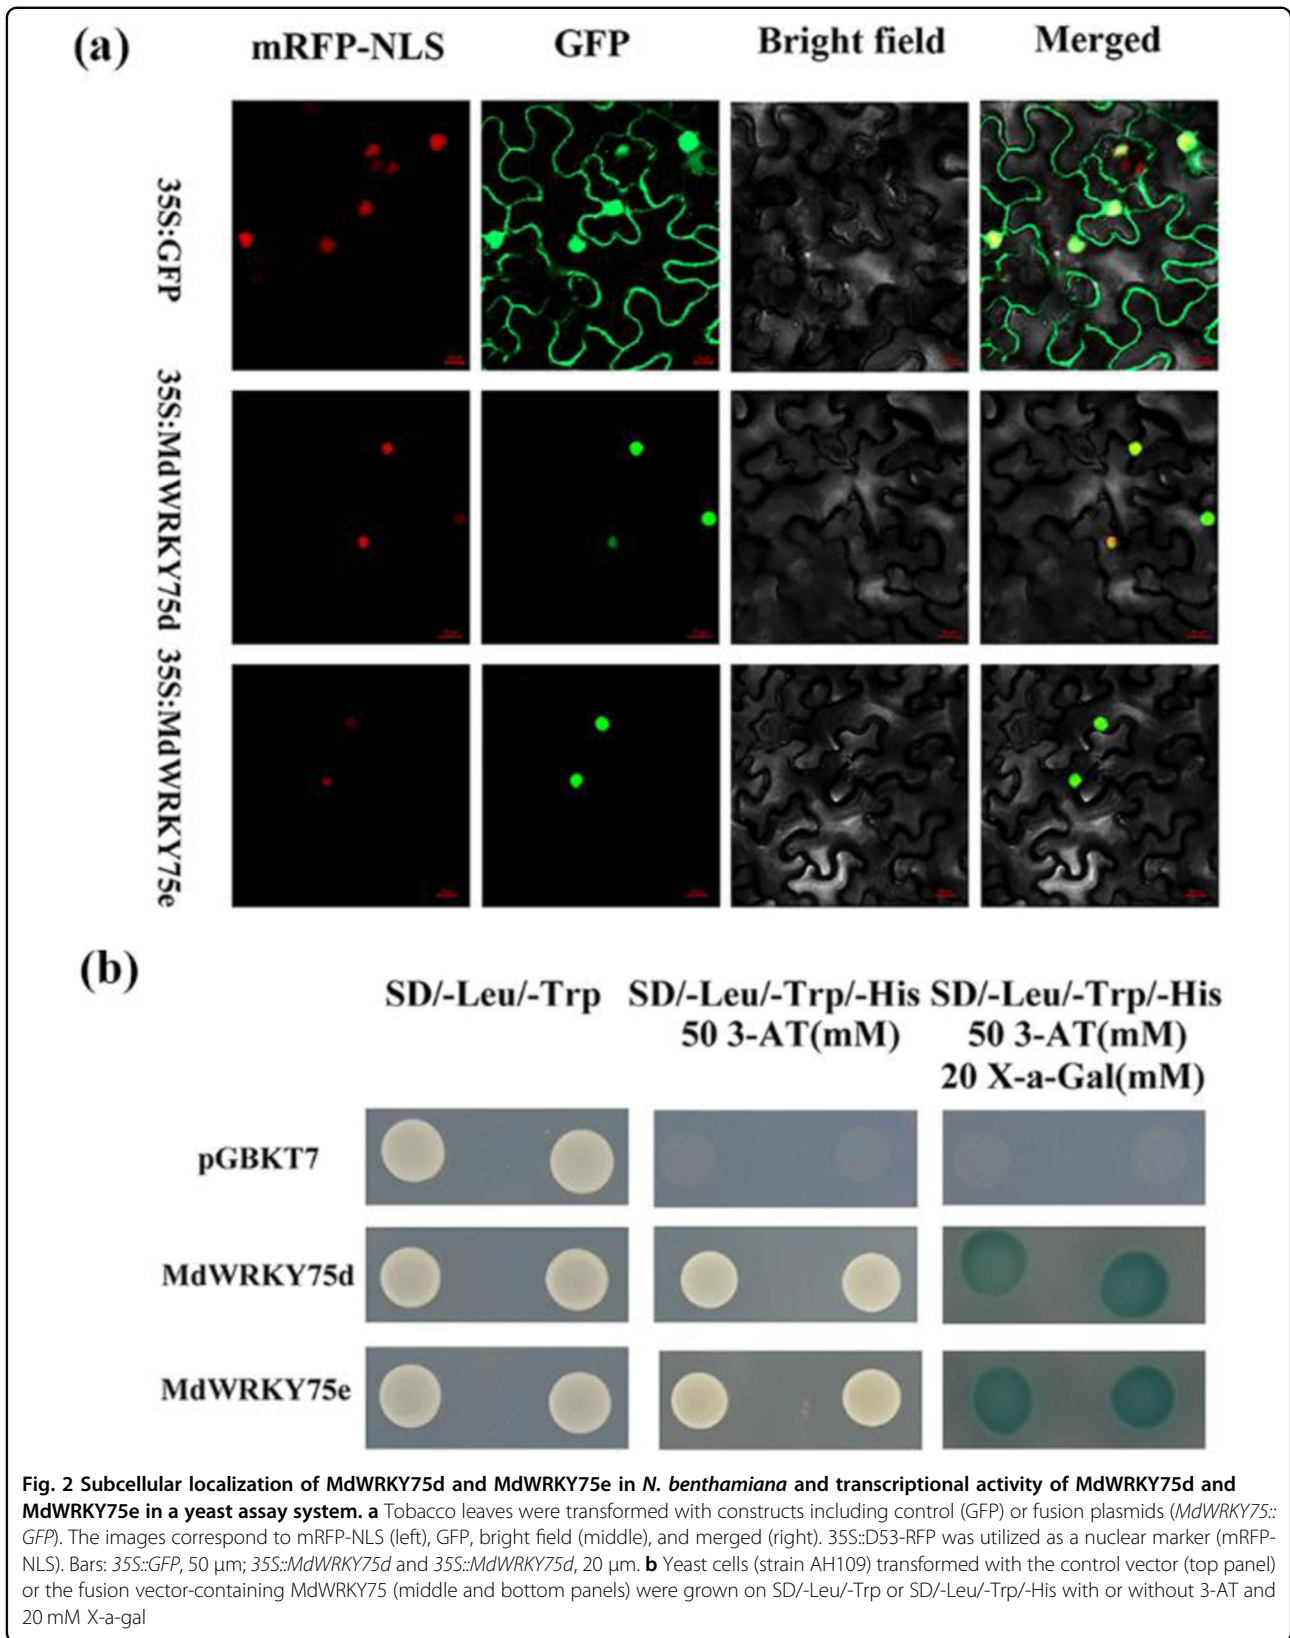 (a)
mRFP-NLS GFP Bright field Merged
35S:GFP
35S:MdWRKY75d
35S:MdWRKY75e
(b)
SD/-Leu/-Trp SD/-Leu/-Trp/-His SD/-Leu/-Trp/-His
50 3-AT(mM) 50 3-AT(mM)
20 X-a-Gal(mM)
pGBKT7
MdWRKY75d
MdWRKY75e
Fig. 2 Subcellular localization of MdWRKY75d and MdWRKY75e in N. benthamiana and transcriptional activity of MdWRKY75d and
MdWRKY75e in a yeast assay system. a Tobacco leaves were transformed with constructs including control (GFP) or fusion plasmids (MdWRKY75::
GFP). The images correspond to mRFP-NLS (left), GFP, bright field (middle), and merged (right). 35S::D53-RFP was utilized as a nuclear marker (mRFP-
NLS). Bars: 35S::GFP, 50 μm; 35S::MdWRKY75d and 35S::MdWRKY75d, 20 μm. b Yeast cells (strain AH109) transformed with the control vector (top panel)
or the fusion vector-containing MdWRKY75 (middle and bottom panels) were grown on SD/-Leu/-Trp or SD/-Leu/-Trp/-His with or without 3-AT and
20 mM X-a-gal